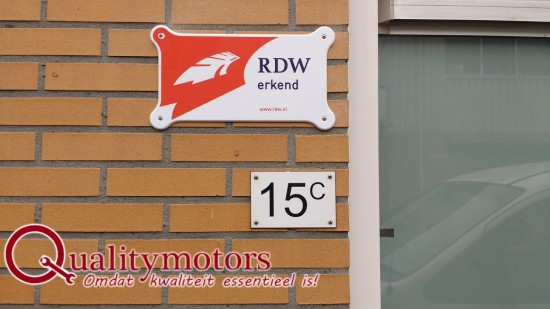 RDW
erkend
www.rdw.nl
15C
Qualitymotors
Omdat kwaliteit essentieel is!